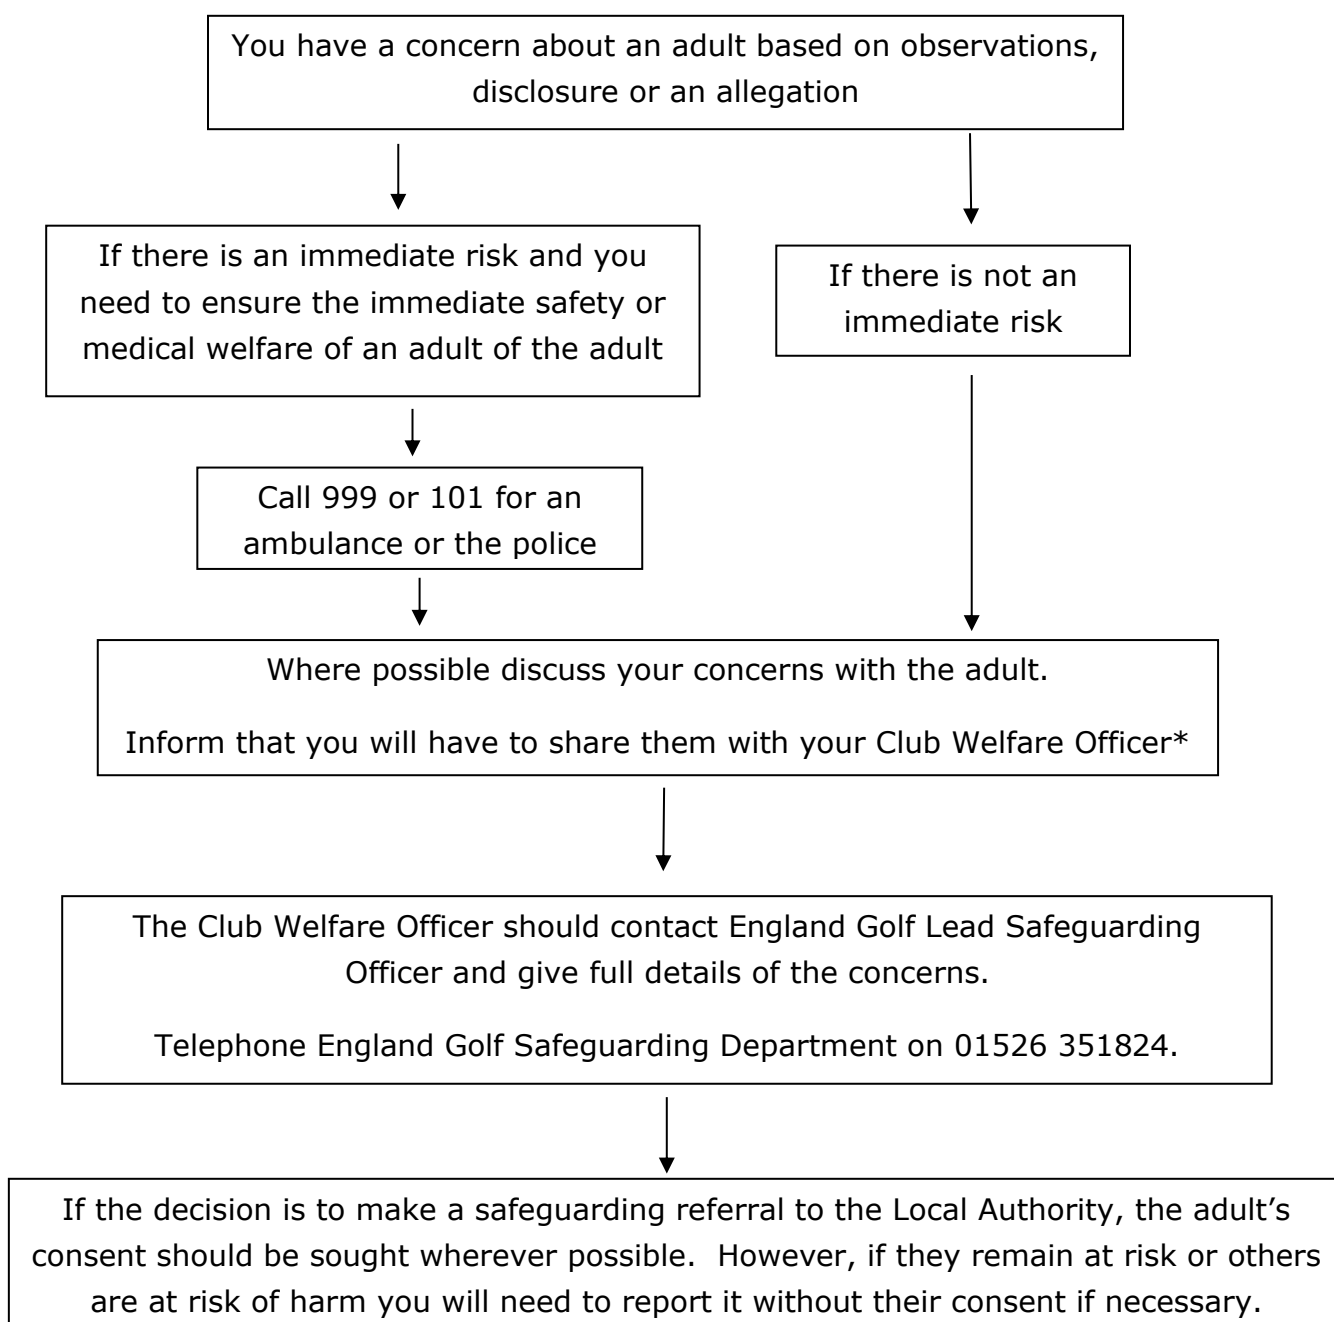 You have a concern about an adult based on observations,
disclosure or an allegation
If there is an immediate risk and you
need to ensure the immediate safety or
medical welfare of an adult of the adult
If there is not an
immediate risk
Call 999 or 101 for an
ambulance or the police
Where possible discuss your concerns with the adult.
Inform that you will have to share them with your Club Welfare Officer*
The Club Welfare Officer should contact England Golf Lead Safeguarding
Officer and give full details of the concerns.
Telephone England Golf Safeguarding Department on 01526 351824.
If the decision is to make a safeguarding referral to the Local Authority, the adult’s
consent should be sought wherever possible.  However, if they remain at risk or others
are at risk of harm you will need to report it without their consent if necessary.